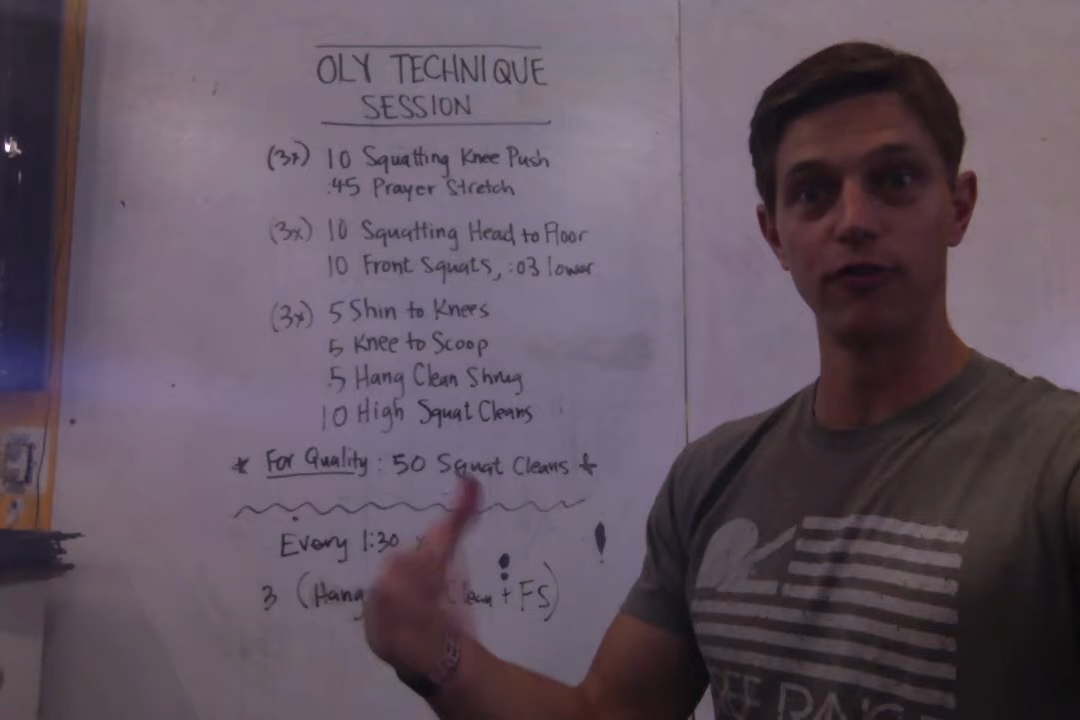 OLY TECHNIQUE
SESSION
(3x) 10 Squatting Knee Push
:45 Prayer Stretch
(3x) 10 Squatting Head to Floor
10 Front Squats, :03 lower
(3x) 5 Shin to Knees
5 Knee to Scoop
5 Hang Clean Shrug
10 High Squat Cleans
* For Quality: 50 Squat Cleans *
Every 1:30
3 (Hang + FS)